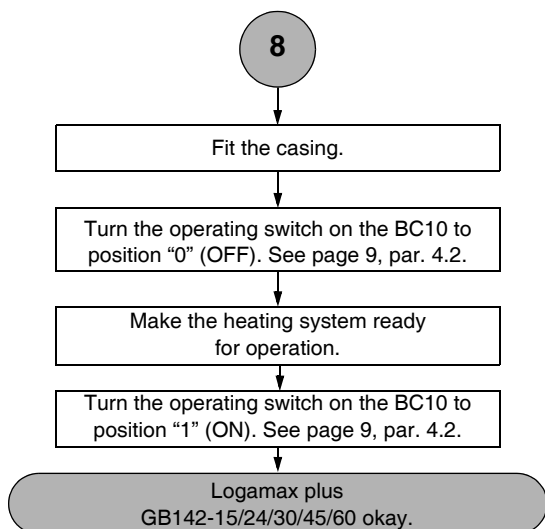 8
Fit the casing.
Turn the operating switch on the BC10 to
position “0” (OFF). See page 9, par. 4.2.
Make the heating system ready
for operation.
Turn the operating switch on the BC10 to
position “1” (ON). See page 9, par. 4.2.
Logamax plus
GB142-15/24/30/45/60 okay.